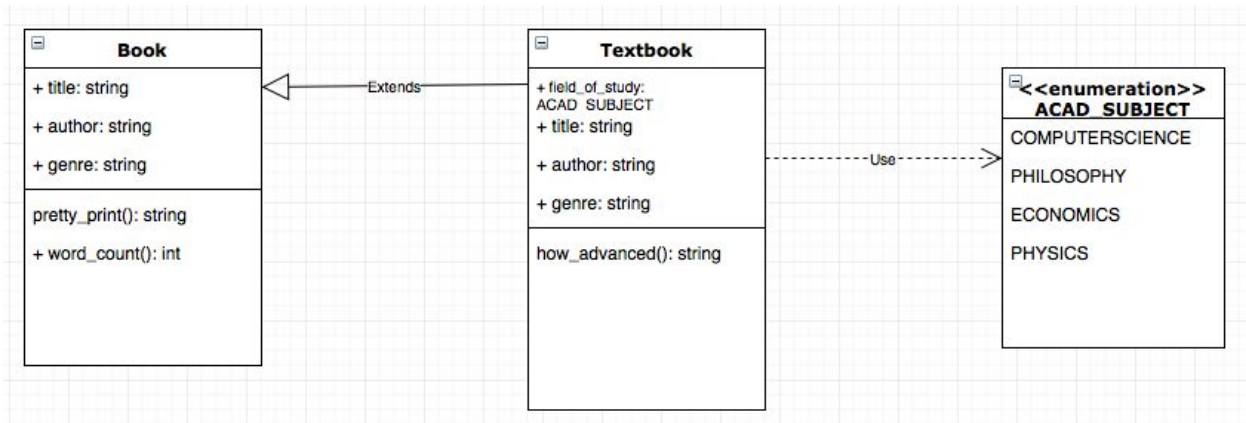 Book
+ title: string
+ author: string
+ genre: string
pretty_print(): string
+ word_count(): int
Extends
Textbook
+ field_of_study:
ACAD_SUBJECT
+ title: string
+ author: string
+ genre: string
how_advanced(): string
Use
<<enumeration>>
ACAD_SUBJECT
COMPUTERSCIENCE
PHILOSOPHY
ECONOMICS
PHYSICS